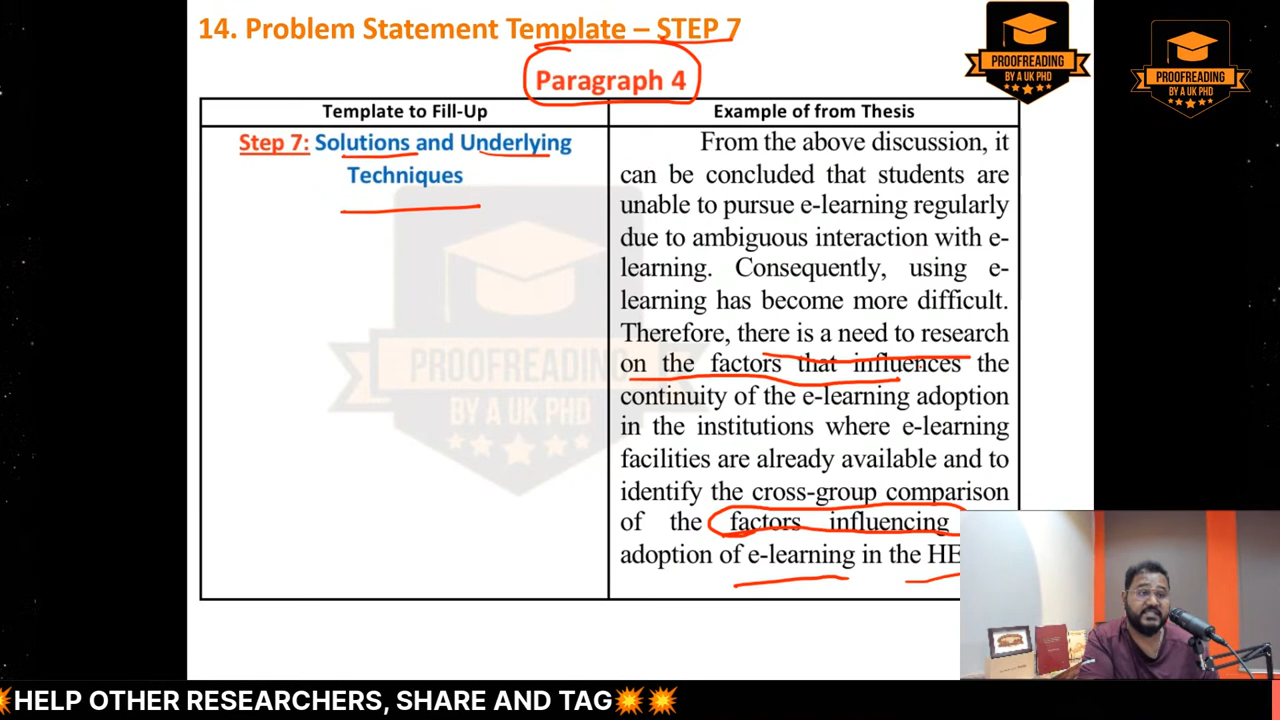 14. Problem Statement Template – STEP 7
Paragraph 4
PROOFREADING
BY A UK PHD
PROOFREADING
BY A UK PHD
Template to Fill-Up
Example of from Thesis
Step 7: Solutions and Underlying
Techniques
From the above discussion, it
can be concluded that students are
unable to pursue e-learning regularly
due to ambiguous interaction with e-
learning. Consequently, using e-
learning has become more difficult.
Therefore, there is a need to research
on the factors that influences the
continuity of the e-learning adoption
in the institutions where e-learning
facilities are already available and to
identify the cross-group comparison
of the factors influencing
adoption of e-learning in the HE
PROOFREADING
BY A UK PHD
HELP OTHER RESEARCHERS, SHARE AND TAG